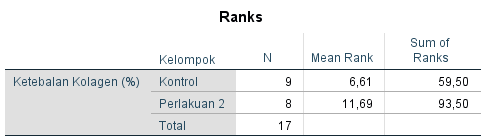 Ranks
Kelompok N Mean Rank Sum of Ranks
Ketebalan Kolagen (%) Kontrol 9 6,61 59,50
Perlakuan 2 8 11,69 93,50
Total 17